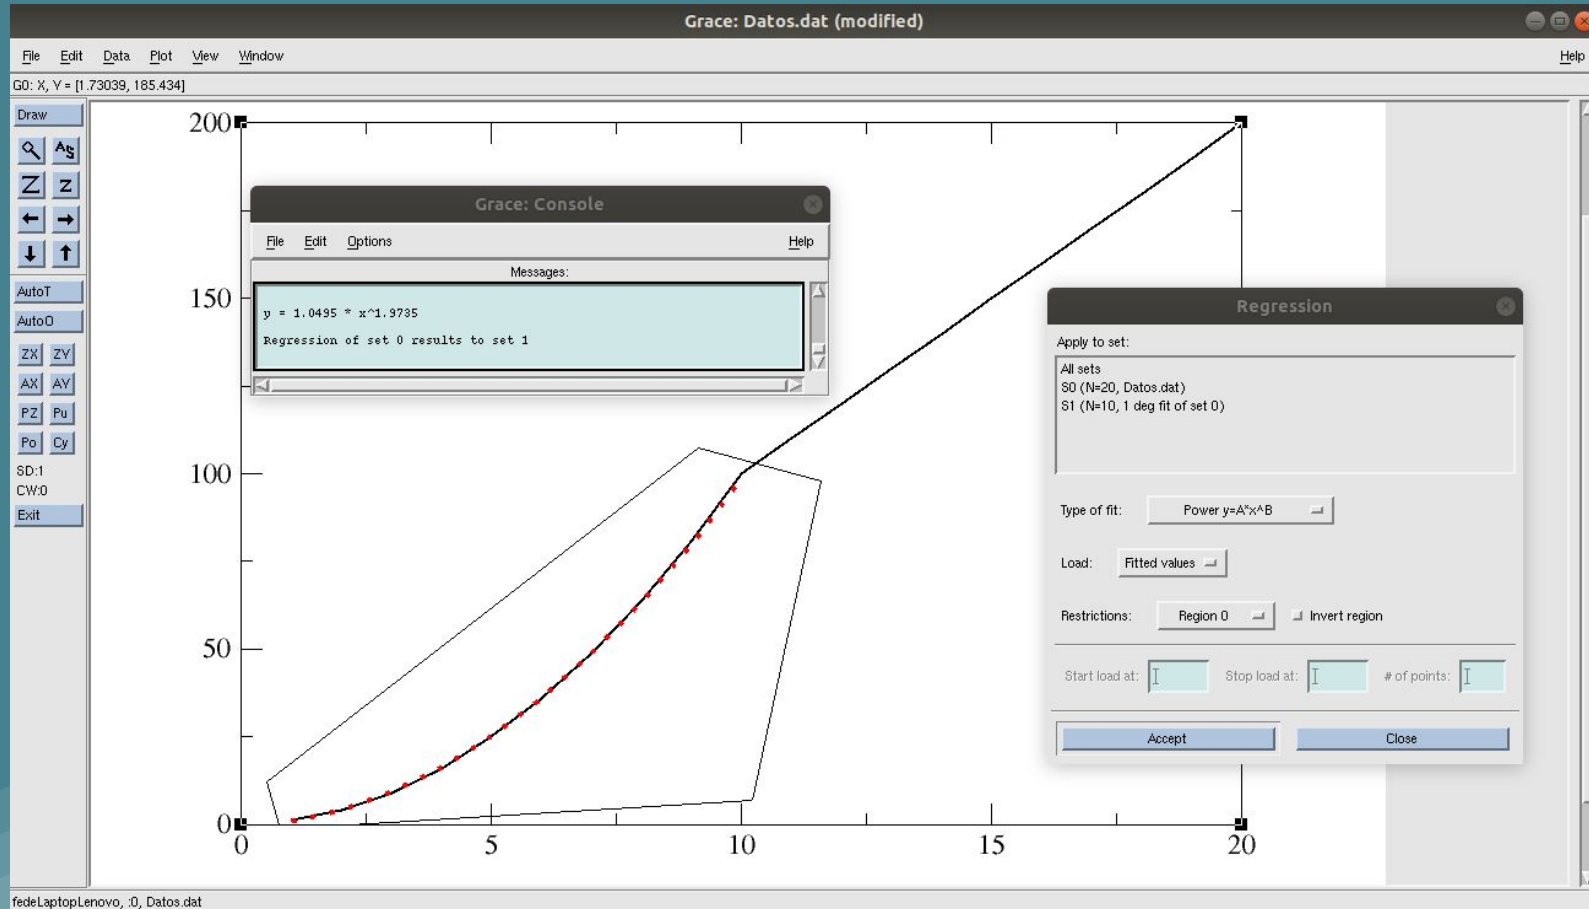 Grace: Datos.dat (modified)
File Edit Data Plot View Window Help
G0: X, Y = [1.73039, 185.434]
Draw
AS
Z z
AutoT
AutoO
ZX ZY
AX AY
PZ Pu
Po Cy
SD:1
CW:0
Exit
200
150
100
50
0
0 5 10 15 20
Grace: Console
File Edit Options Help
Messages:
y = 1.0495 * x^1.9735
Regression of set 0 results to set 1
Regression
Apply to set:
All sets
S0 (N=20, Datos.dat)
S1 (N=10, 1 deg fit of set 0)
Type of fit: Power y=A*x^B
Load: Fitted values
Restrictions: Region 0 Invert region
Start load at: Stop load at: # of points:
Accept Close
fedeLaptopLenovo, :0, Datos.dat